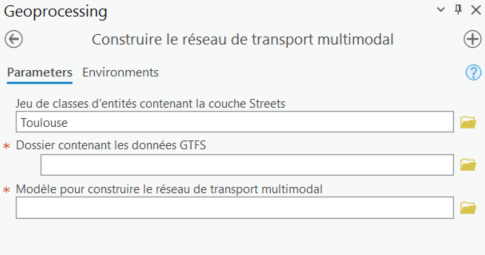 Geoprocessing
Construire le réseau de transport multimodal
Parameters Environments
Jeu de classes d'entités contenant la couche Streets
Toulouse
* Dossier contenant les données GTFS
* Modèle pour construire le réseau de transport multimodal